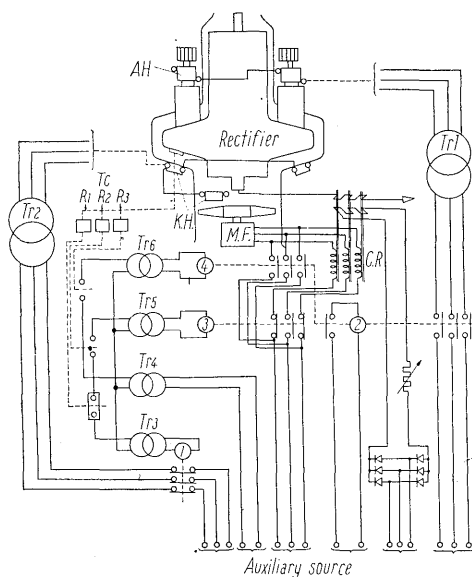 AH
Rectifier
Tr1
Tc
R1 R2 R3
Tr2
K.H.
M.F.
Tr6
C.R.
4
Tr5
3
2
Tr4
Tr3
1
Auxiliary source